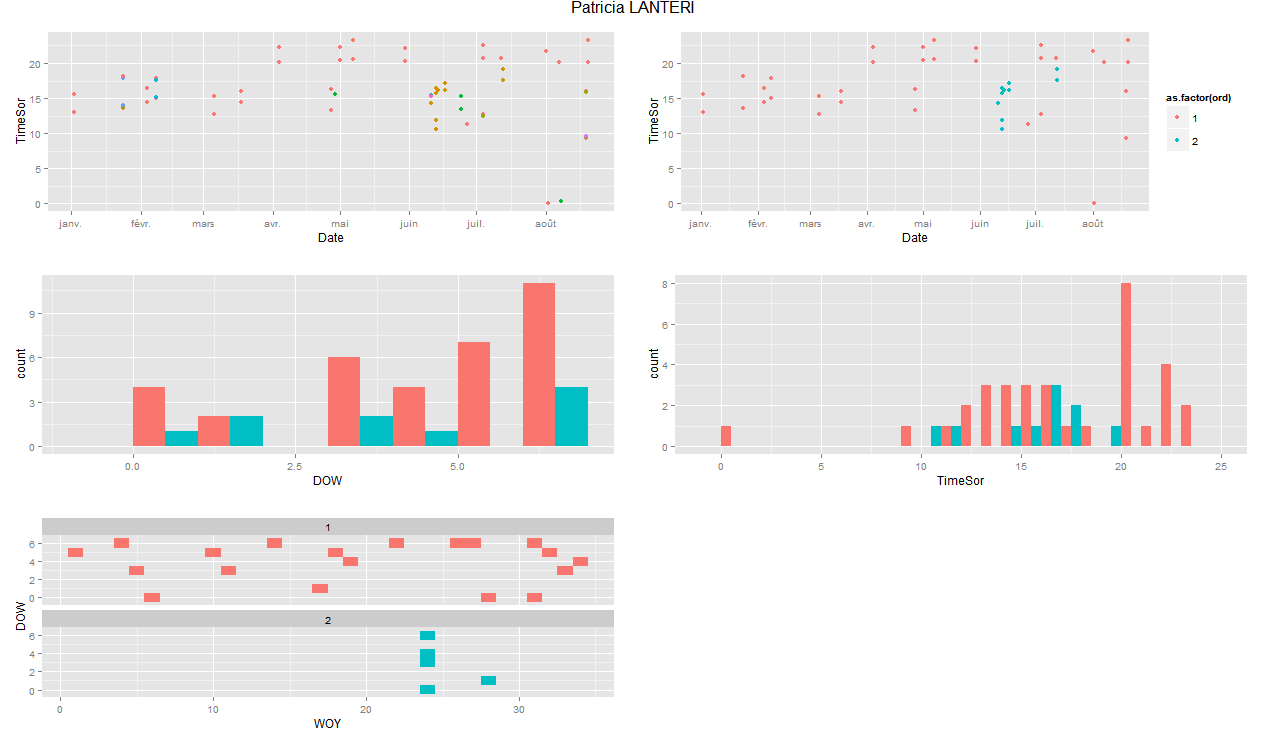 Patricia LANTERI
TimeSor
20
15
10
5
0
janv. févr. mars avr. mai juin juil. août
Date
TimeSor
20
15
10
5
0
janv. févr. mars avr. mai juin juil. août
Date
as.factor(ord)
1
2
count
9
6
3
0
0.0 2.5 5.0
DOW
count
8
6
4
2
0
0 5 10 15 20 25
TimeSor
DOW
1
6
4
2
0
2
6
4
2
0
0 10 20 30
WOY